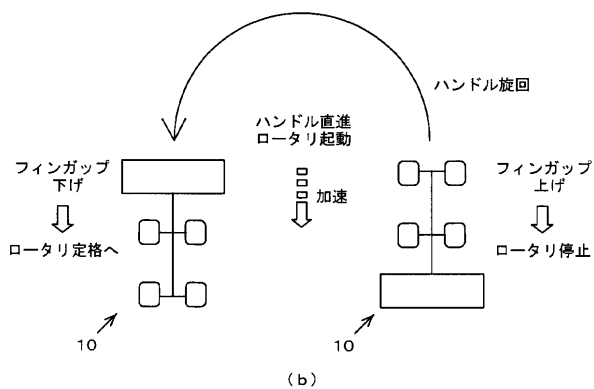 ハンドル旋回
ハンドル直進
ロータリ起動
加速
フィンガップ
下げ
ロータリ定格へ
フィンガップ
上げ
ロータリ停止
10
10
(b)